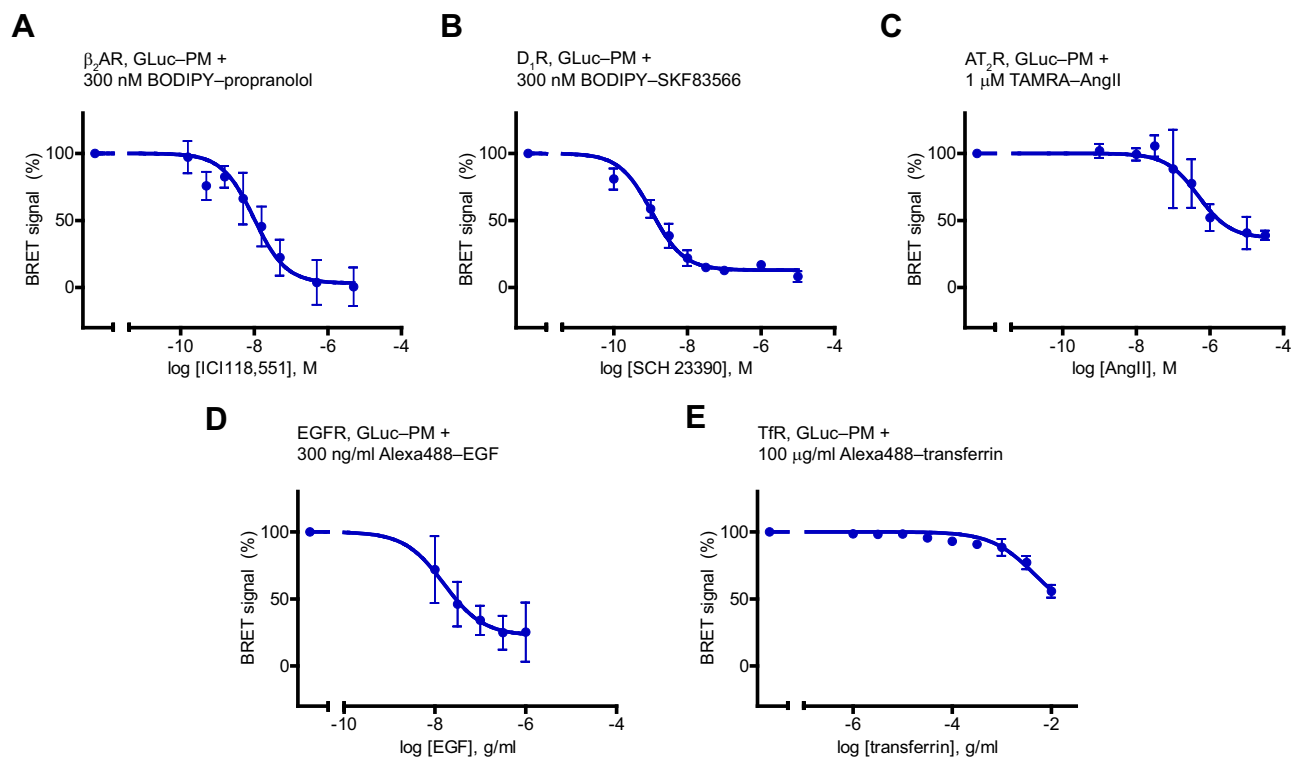 A
β₂AR, GLuc–PM +
300 nM BODIPY–propranolol
BRET signal (%)
100
50
0
-10 -8 -6 -4
log [ICI118,551], M
B
D₁R, GLuc–PM +
300 nM BODIPY–SKF83566
BRET signal (%)
100
50
0
-10 -8 -6 -4
log [SCH 23390], M
C
AT₂R, GLuc–PM +
1 μM TAMRA–AngII
BRET signal (%)
100
50
0
-10 -8 -6 -4
log [AngII], M
D
EGFR, GLuc–PM +
300 ng/ml Alexa488–EGF
BRET signal (%)
100
50
0
-10 -8 -6 -4
log [EGF], g/ml
E
TfR, GLuc–PM +
100 μg/ml Alexa488–transferrin
BRET signal (%)
100
50
0
-6 -4 -2
log [transferrin], g/ml